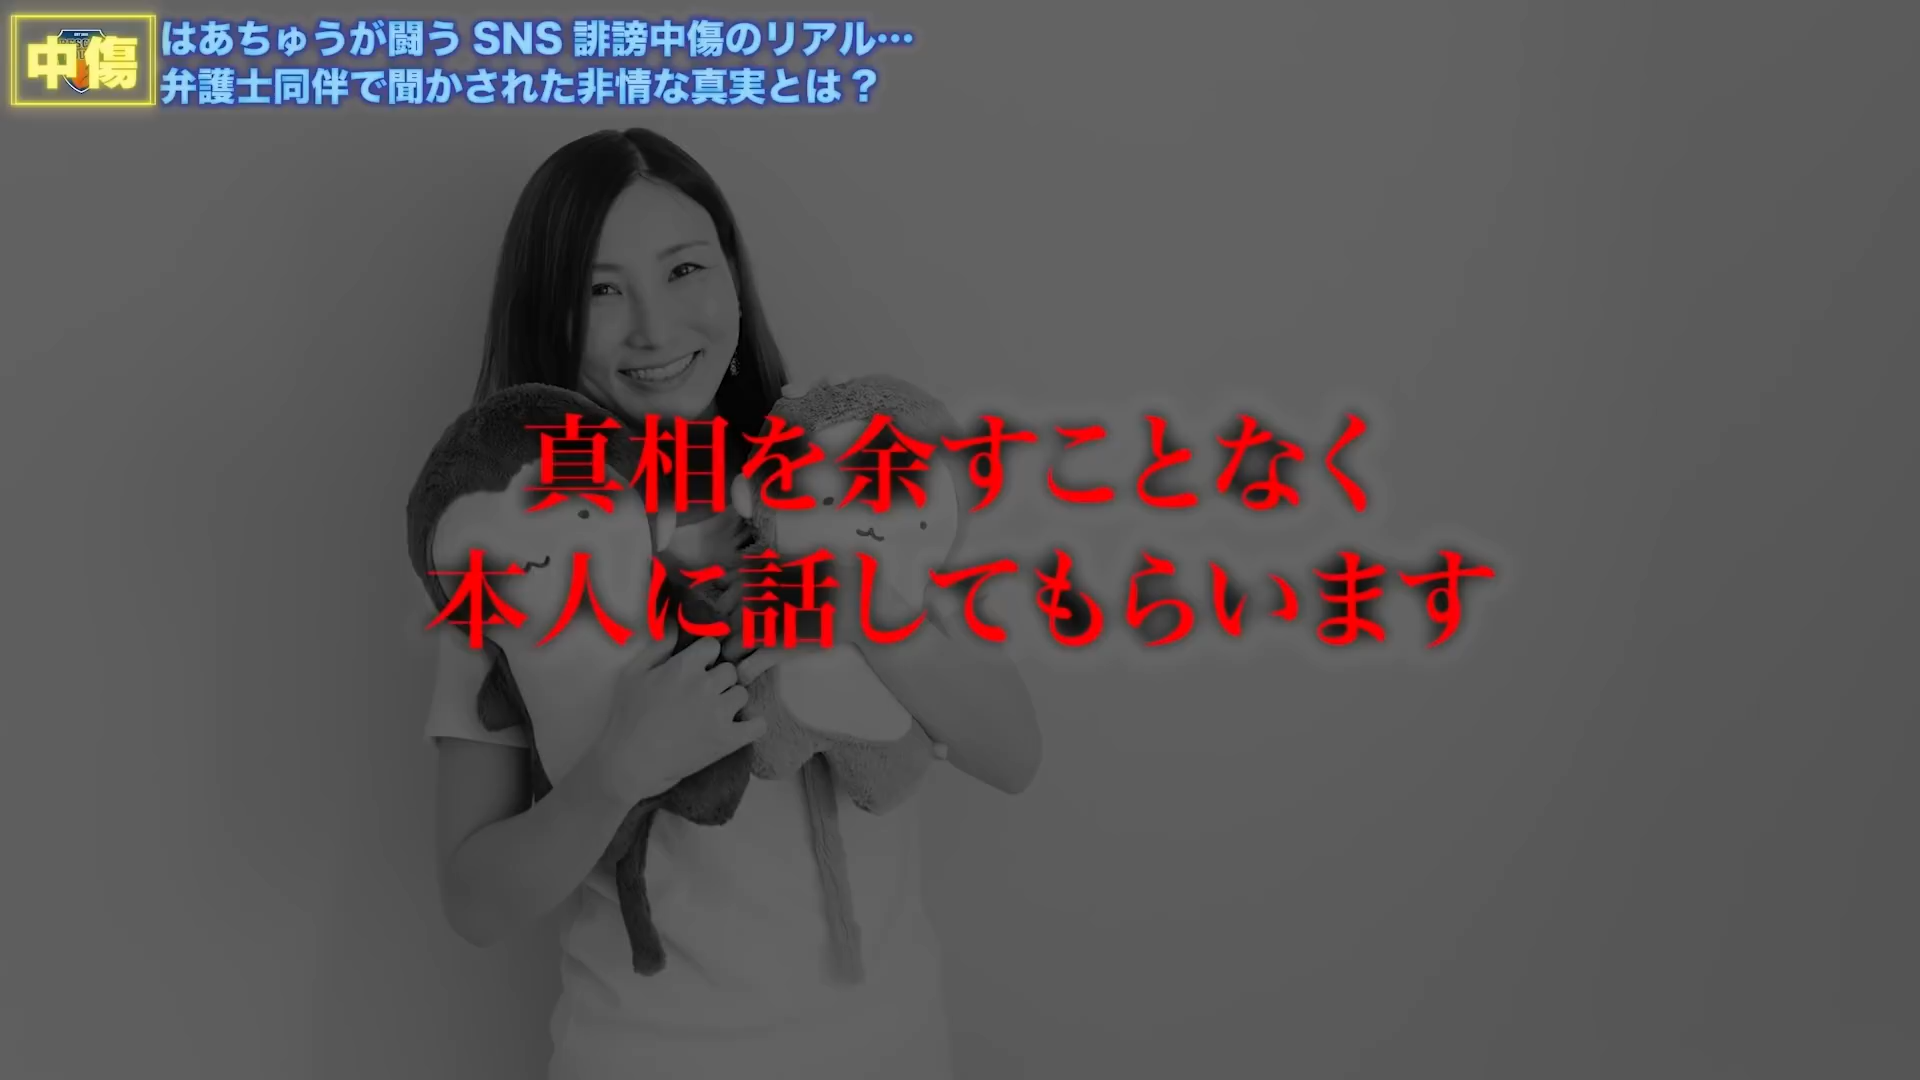 中傷
はあちゅうが闘う SNS 誹謗中傷のリアル…
弁護士同伴で聞かされた非情な真実とは？
真相を余すことなく
本人に話してもらいます